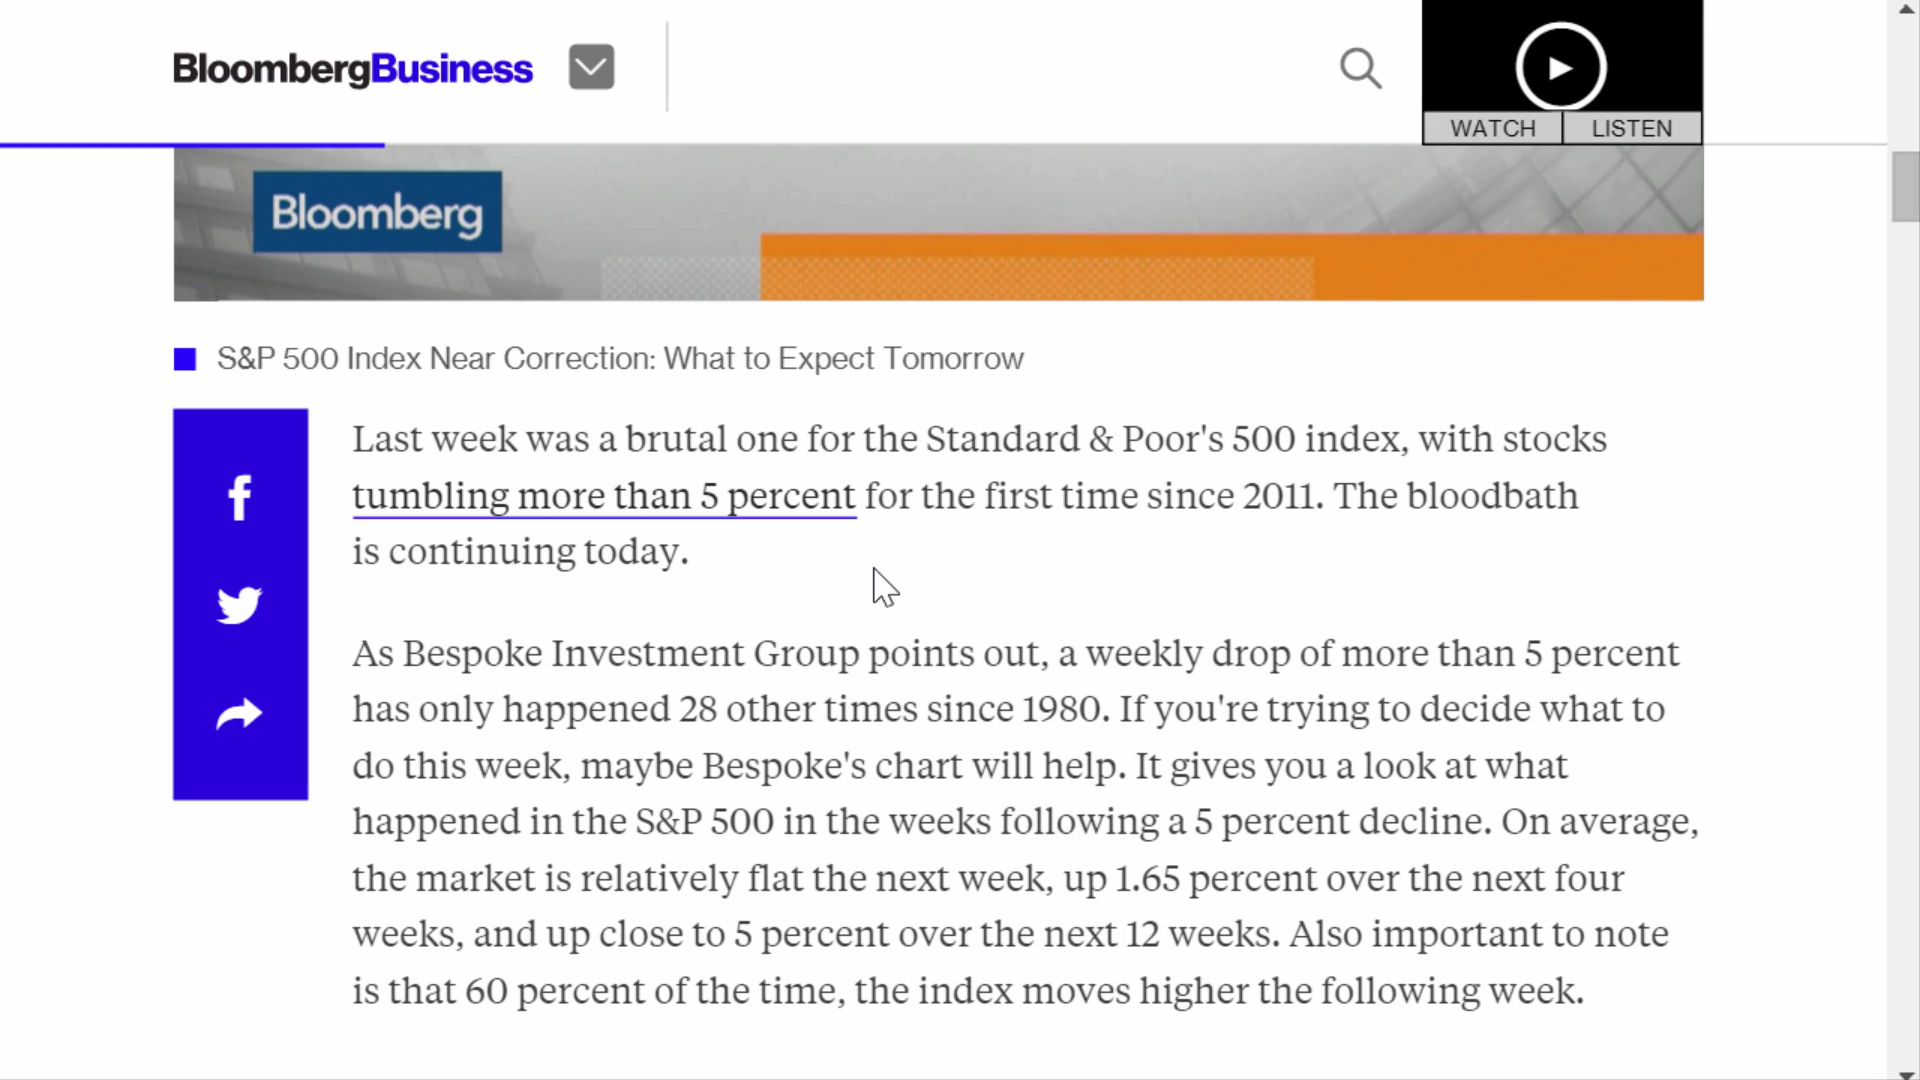 BloombergBusiness
WATCH
LISTEN
Bloomberg
S&P 500 Index Near Correction: What to Expect Tomorrow
Last week was a brutal one for the Standard & Poor's 500 index, with stocks
tumbling more than 5 percent for the first time since 2011. The bloodbath
is continuing today.
As Bespoke Investment Group points out, a weekly drop of more than 5 percent
has only happened 28 other times since 1980. If you're trying to decide what to
do this week, maybe Bespoke's chart will help. It gives you a look at what
happened in the S&P 500 in the weeks following a 5 percent decline. On average,
the market is relatively flat the next week, up 1.65 percent over the next four
weeks, and up close to 5 percent over the next 12 weeks. Also important to note
is that 60 percent of the time, the index moves higher the following week.